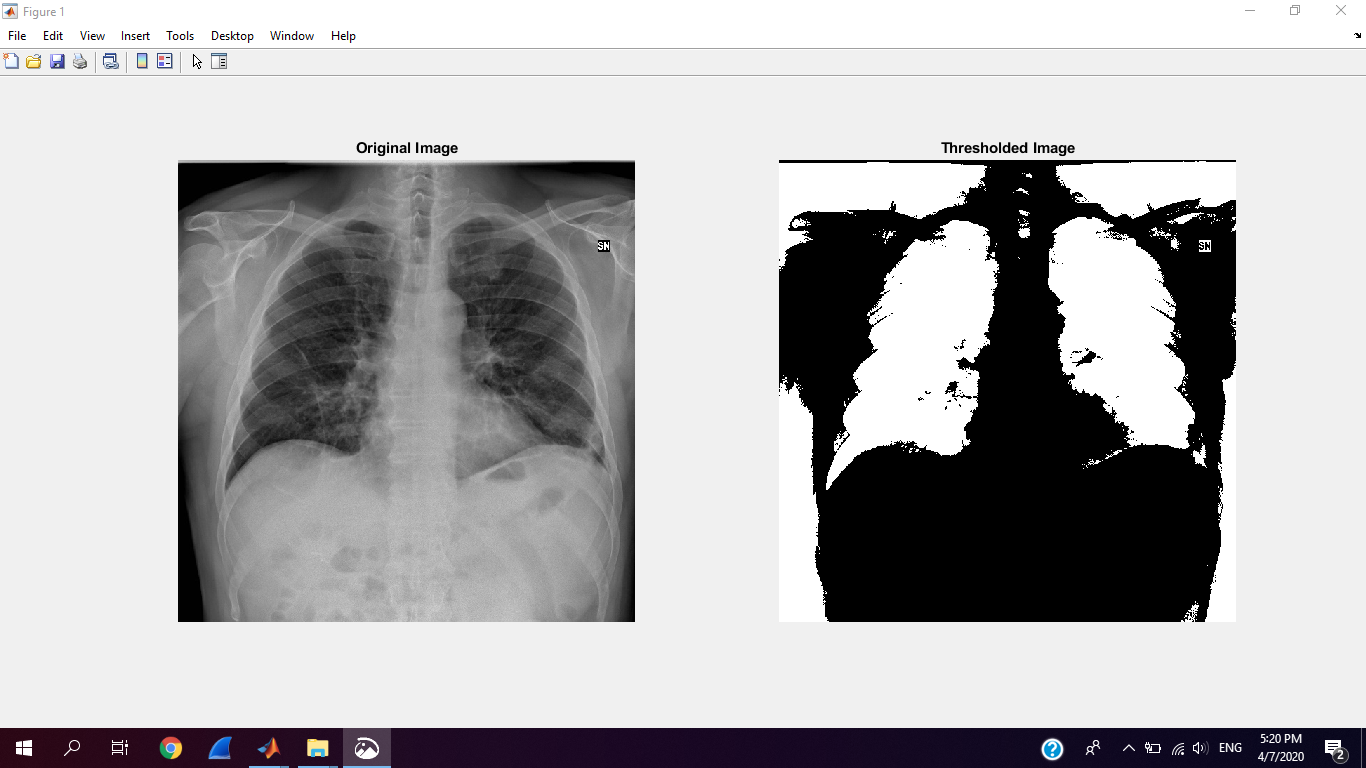 Figure 1
File Edit View Insert Tools Desktop Window Help
Original Image
Thresholded Image
SN
SN
ENG
5:20 PM
4/7/2020
2